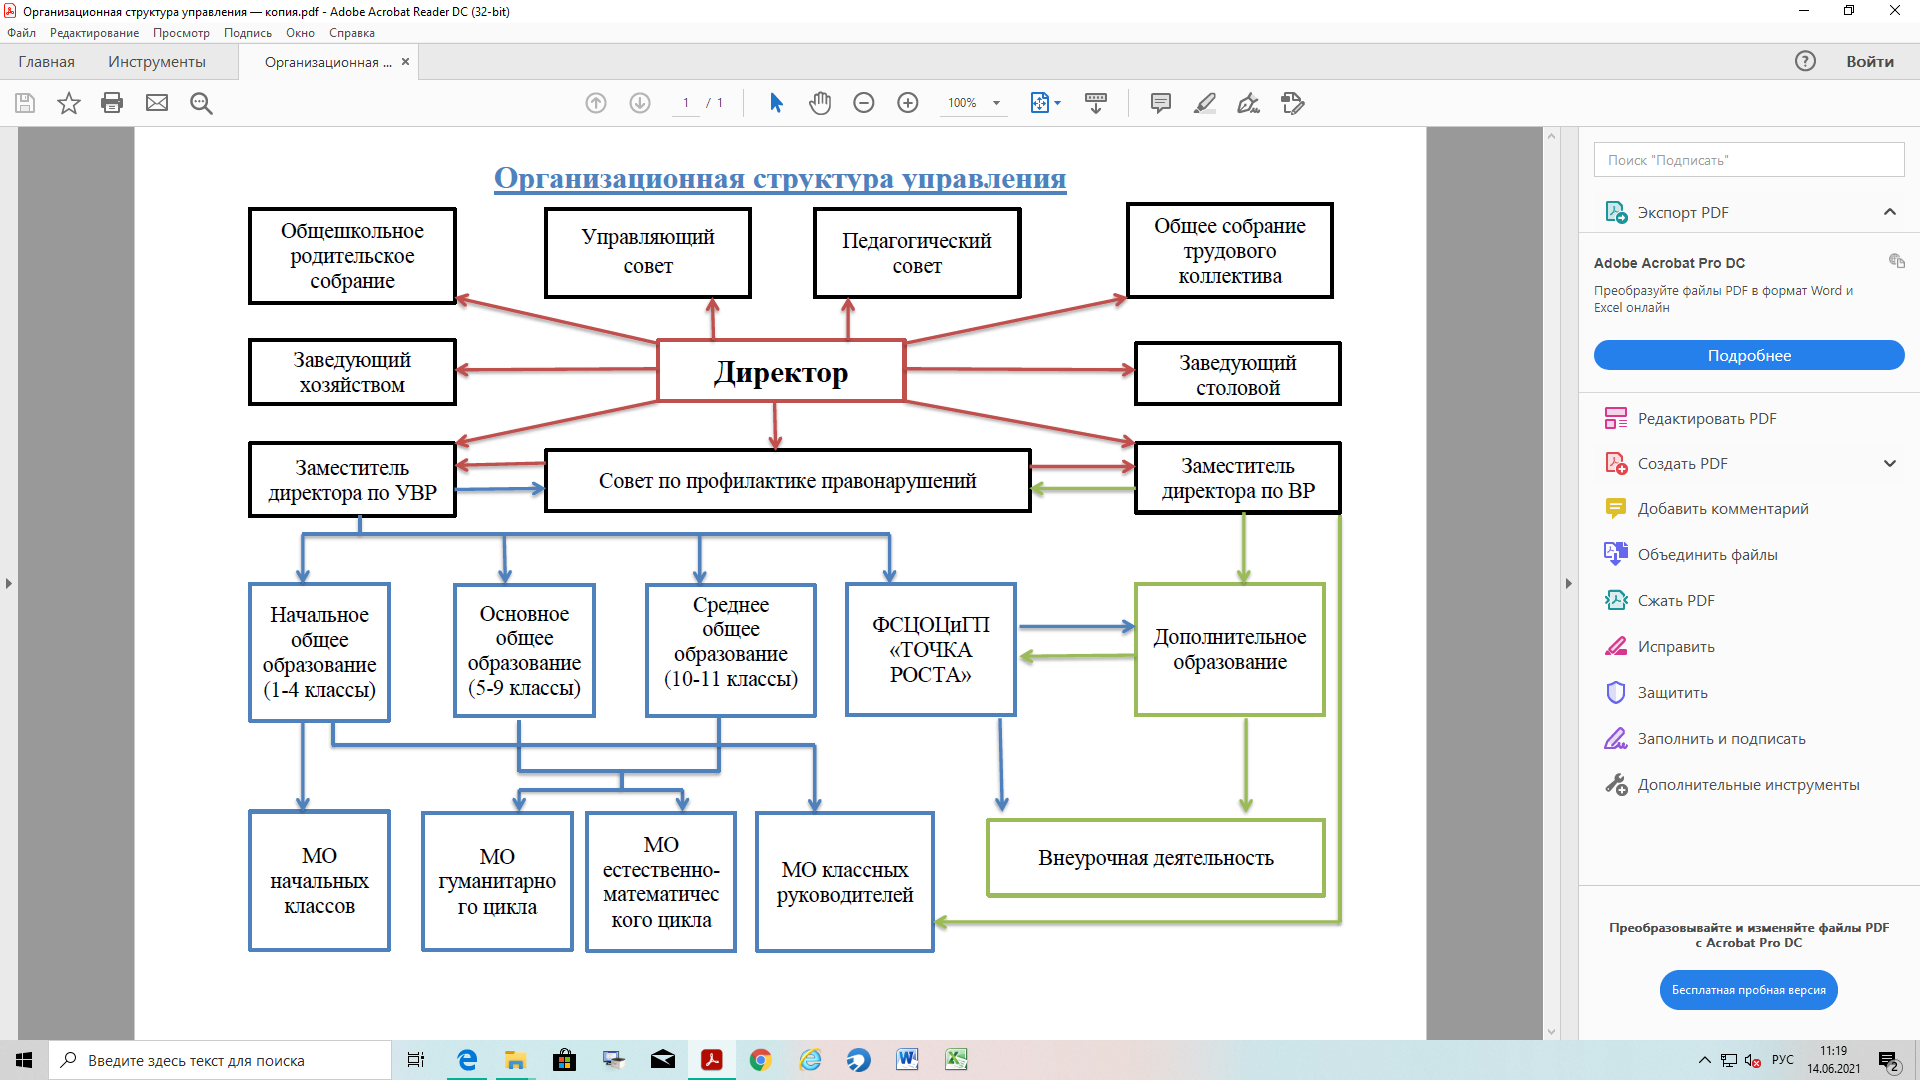 Организационная структура управления — копия.pdf - Adobe Acrobat Reader DC (32-bit)
Файл Редактирование Просмотр Подпись Окно Справка
Главная Инструменты Организационная ... × Войти
1 / 1 100%
Организационная структура управления
Общешкольное
родительское
собрание
Управляющий
совет
Педагогический
совет
Общее собрание
трудового
коллектива
Заведующий
хозяйством
Директор
Заведующий
столовой
Заместитель
директора по УВР
Совет по профилактике правонарушений
Заместитель
директора по ВР
Начальное
общее
образование
(1-4 классы)
Основное
общее
образование
(5-9 классы)
Среднее
общее
образование
(10-11 классы)
ФСЦОЦиГП
«ТОЧКА
РОСТА»
Дополнительное
образование
МО
начальных
классов
МО
гуманитарно
го цикла
МО
естественно-
математичес
кого цикла
МО классных
руководителей
Внеурочная деятельность
Поиск "Подписать"
Экспорт PDF
Adobe Acrobat Pro DC
Преобразуйте файлы PDF в формат Word и
Excel онлайн
Подробнее
Редактировать PDF
Создать PDF
Добавить комментарий
Объединить файлы
Сжать PDF
Исправить
Защитить
Заполнить и подписать
Дополнительные инструменты
Преобразовывайте и изменяйте файлы PDF
с Acrobat Pro DC
Бесплатная пробная версия
Введите здесь текст для поиска
РУС
11:19
14.06.2021
2